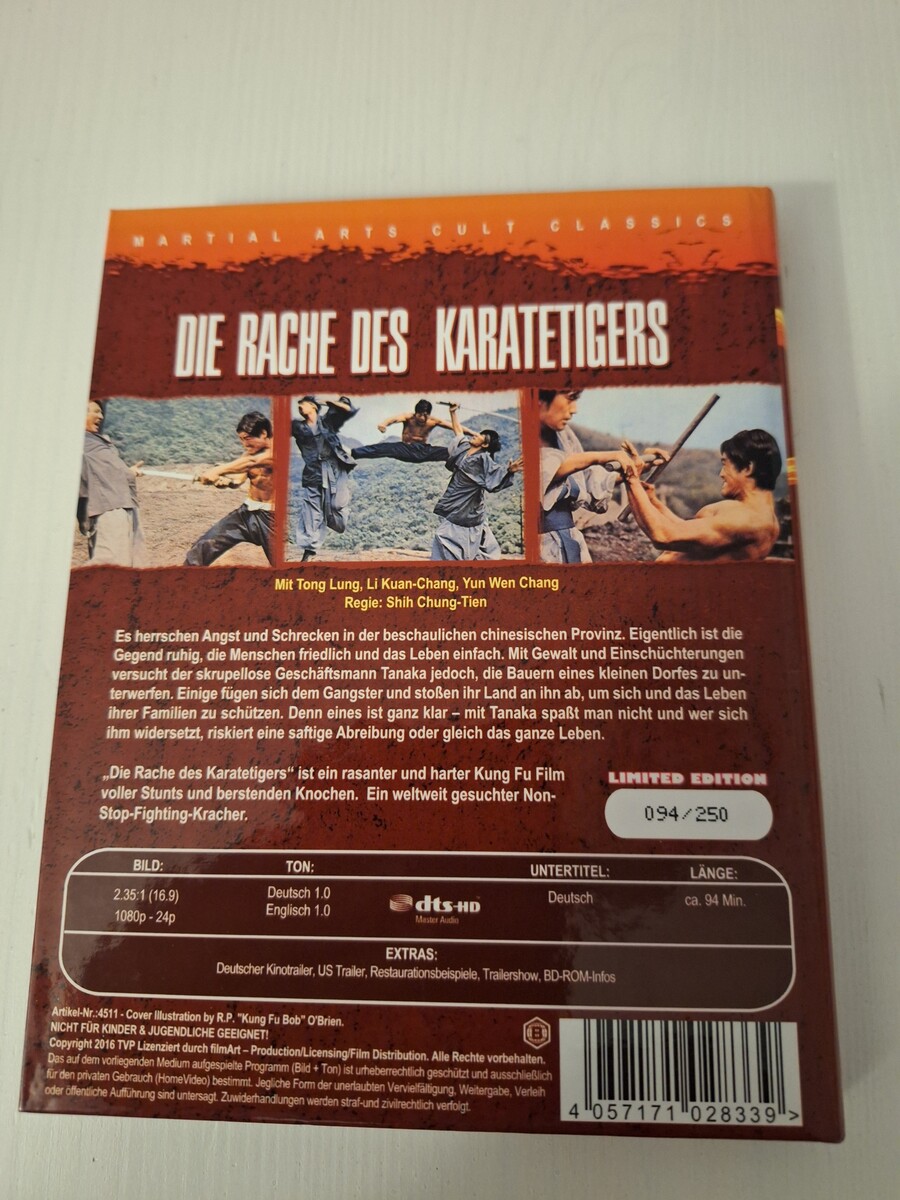 MARTIAL ARTS CULT CLASSICS
DIE RACHE DES KARATETIGERS
Mit Tong Lung, Li Kuan-Chang, Yun Wen Chang
Regie: Shih Chung-Tien
Es herrschen Angst und Schrecken in der beschaulichen chinesischen Provinz. Eigentlich ist die
Gegend ruhig, die Menschen friedlich und das Leben einfach. Mit Gewalt und Einschüchterungen
versucht der skrupellose Geschäftsmann Tanaka jedoch, die Bauern eines kleinen Dorfes zu un-
terwerfen. Einige fügen sich dem Gangster und stoßen ihr Land an ihn ab, um sich und das Leben
ihrer Familien zu schützen. Denn eines ist ganz klar – mit Tanaka spaßt man nicht und wer sich
ihm widersetzt, riskiert eine saftige Abreibung oder gleich das ganze Leben.
„Die Rache des Karatetigers“ ist ein rasanter und harter Kung Fu Film
voller Stunts und berstenden Knochen. Ein weltweit gesuchter Non-
Stop-Fighting-Kracher.
LIMITED EDITION
094/250
BILD: TON: UNTERTITEL: LÄNGE:
2.35:1 (16.9) Deutsch 1.0 dts-HD Deutsch ca. 94 Min.
1080p - 24p Englisch 1.0 Master Audio
EXTRAS:
Deutscher Kinotrailer, US Trailer, Restaurationsbeispiele, Trailershow, BD-ROM-Infos
Artikel-Nr.:4511 - Cover Illustration by R.P. "Kung Fu Bob" O'Brien.
NICHT FÜR KINDER & JUGENDLICHE GEEIGNET!
Copyright 2016 TVP Lizenziert durch filmArt – Production/Licensing/Film Distribution. Alle Rechte vorbehalten.
Das auf dem vorliegenden Medium aufgespielte Programm (Bild + Ton) ist urheberrechtlich geschützt und ausschließlich
für den privaten Gebrauch (HomeVideo) bestimmt. Jegliche Form der unerlaubten Vervielfältigung, Weitergabe, Verleih
oder öffentliche Aufführung sind untersagt. Zuwiderhandlungen werden straf-und zivilrechtlich verfolgt.
B
4 057171 028339 >